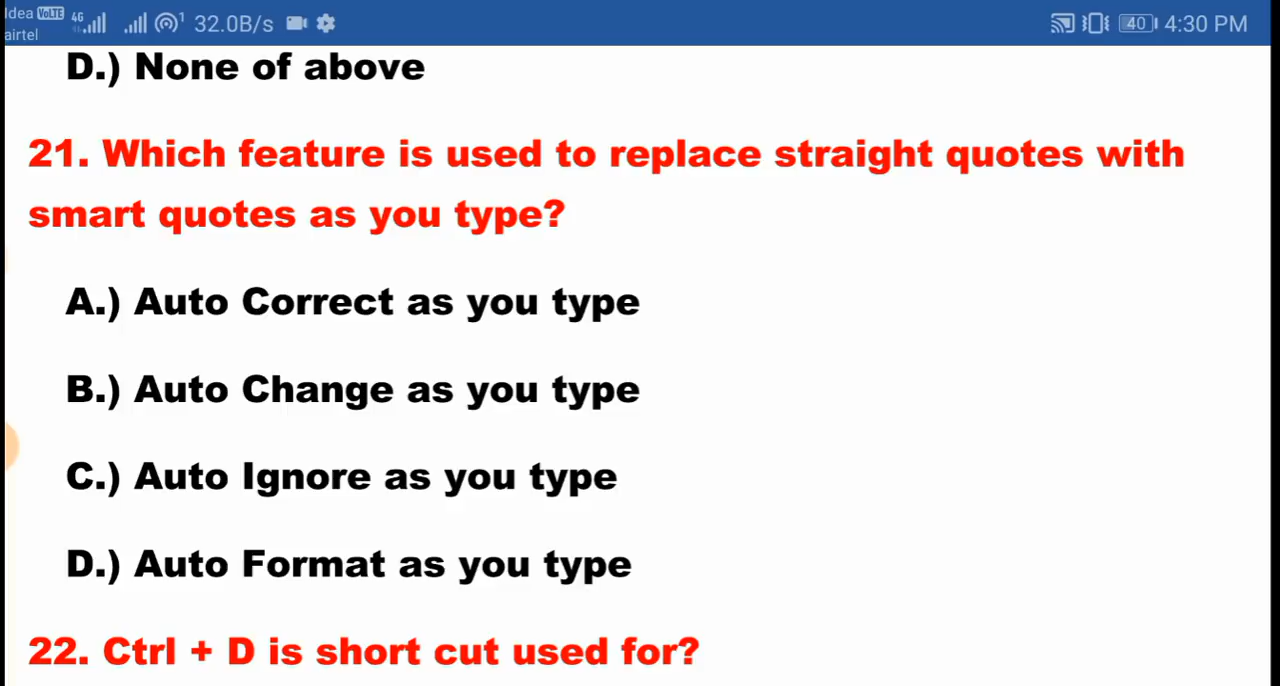 Idea VoLTE 4G 1 32.0B/s 40 4:30 PM
airtel
D.) None of above
21. Which feature is used to replace straight quotes with
smart quotes as you type?
A.) Auto Correct as you type
B.) Auto Change as you type
C.) Auto Ignore as you type
D.) Auto Format as you type
22. Ctrl + D is short cut used for?